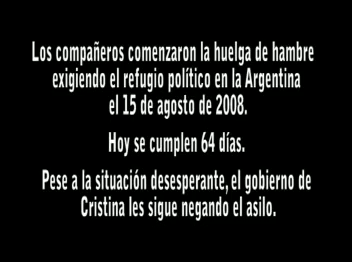 Los compañeros comenzaron la huelga de hambre
exigiendo el refugio político en la Argentina
el 15 de agosto de 2008.
Hoy se cumplen 64 días.
Pese a la situación desesperante, el gobierno de
Cristina les sigue negando el asilo.